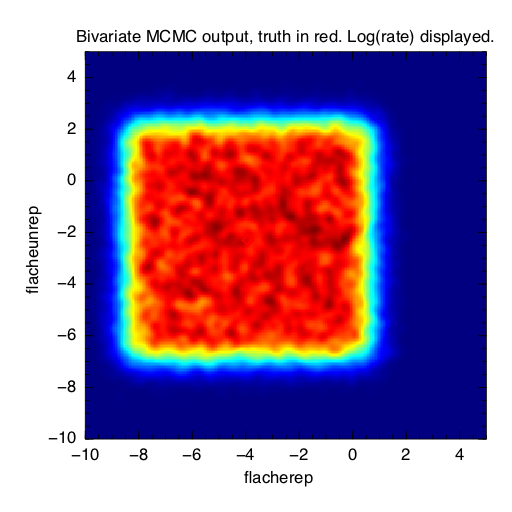 Bivariate MCMC output, truth in red. Log(rate) displayed.
4
2
0
−2
−4
−6
−8
−10
flacheunrep
−10 −8 −6 −4 −2 0 2 4
flacherep